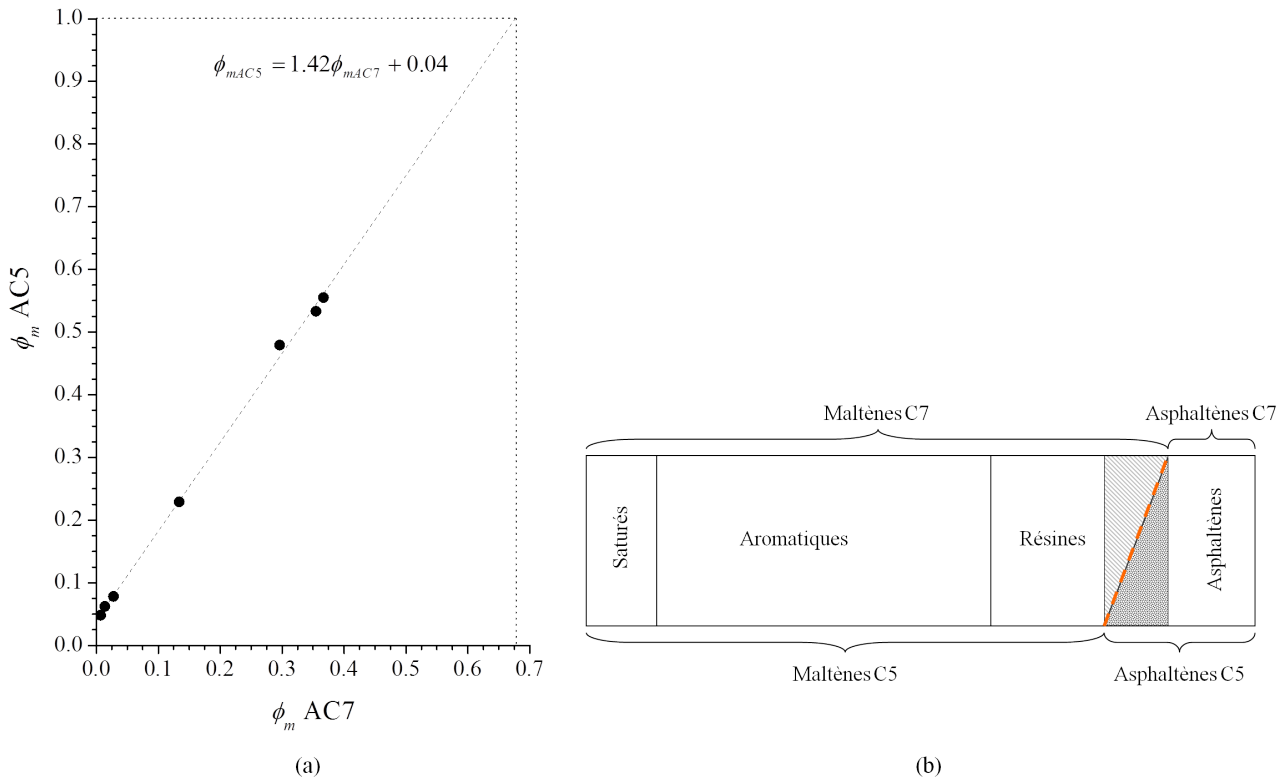 1.0
ϕmAC5 = 1.42ϕmAC7 + 0.04
0.9
0.8
0.7
0.6
0.5
0.4
0.3
0.2
0.1
0.0
ϕm AC5
0.0 0.1 0.2 0.3 0.4 0.5 0.6 0.7
ϕm AC7
(a)
Maltènes C7 Asphaltènes C7
Saturés Aromatiques Résines Asphaltènes
Maltènes C5 Asphaltènes C5
(b)